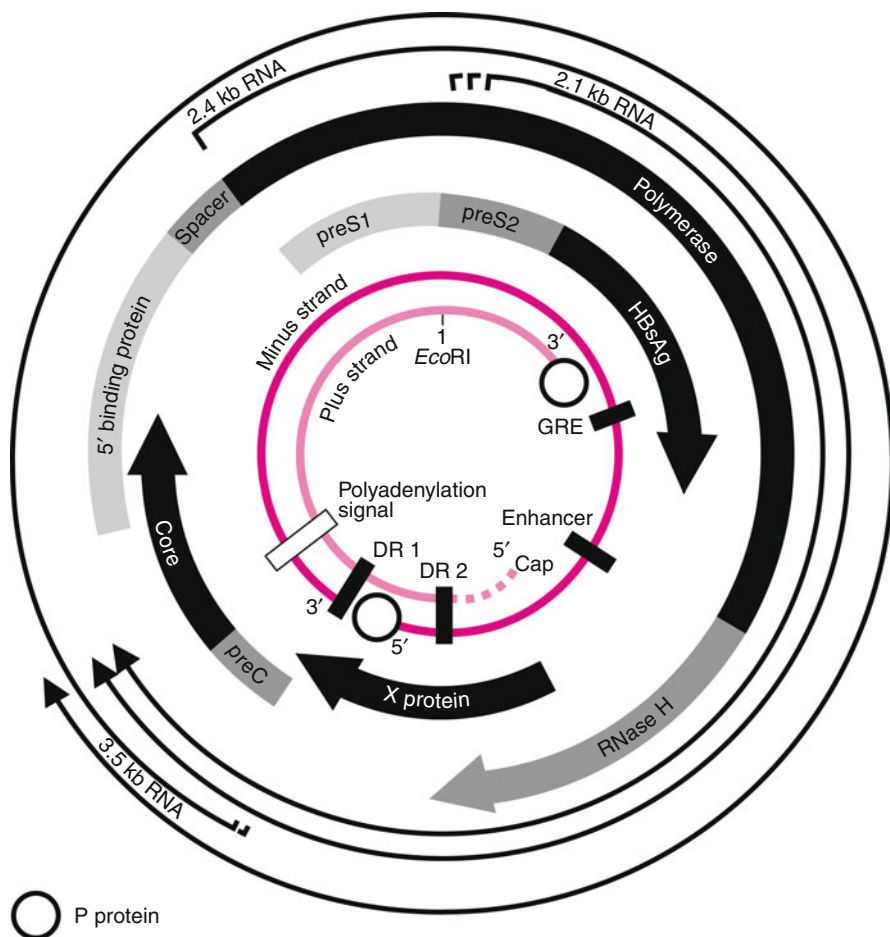 2.4 kb RNA
2.1 kb RNA
Spacer
Polymerase
preS1
preS2
5′ binding protein
HBsAg
Minus strand
Plus strand
1
EcoRI
3′
GRE
Polyadenylation
signal
Enhancer
Core
DR 1
DR 2
5′
Cap
3′
5′
preC
X protein
RNase H
3.5 kb RNA
P protein